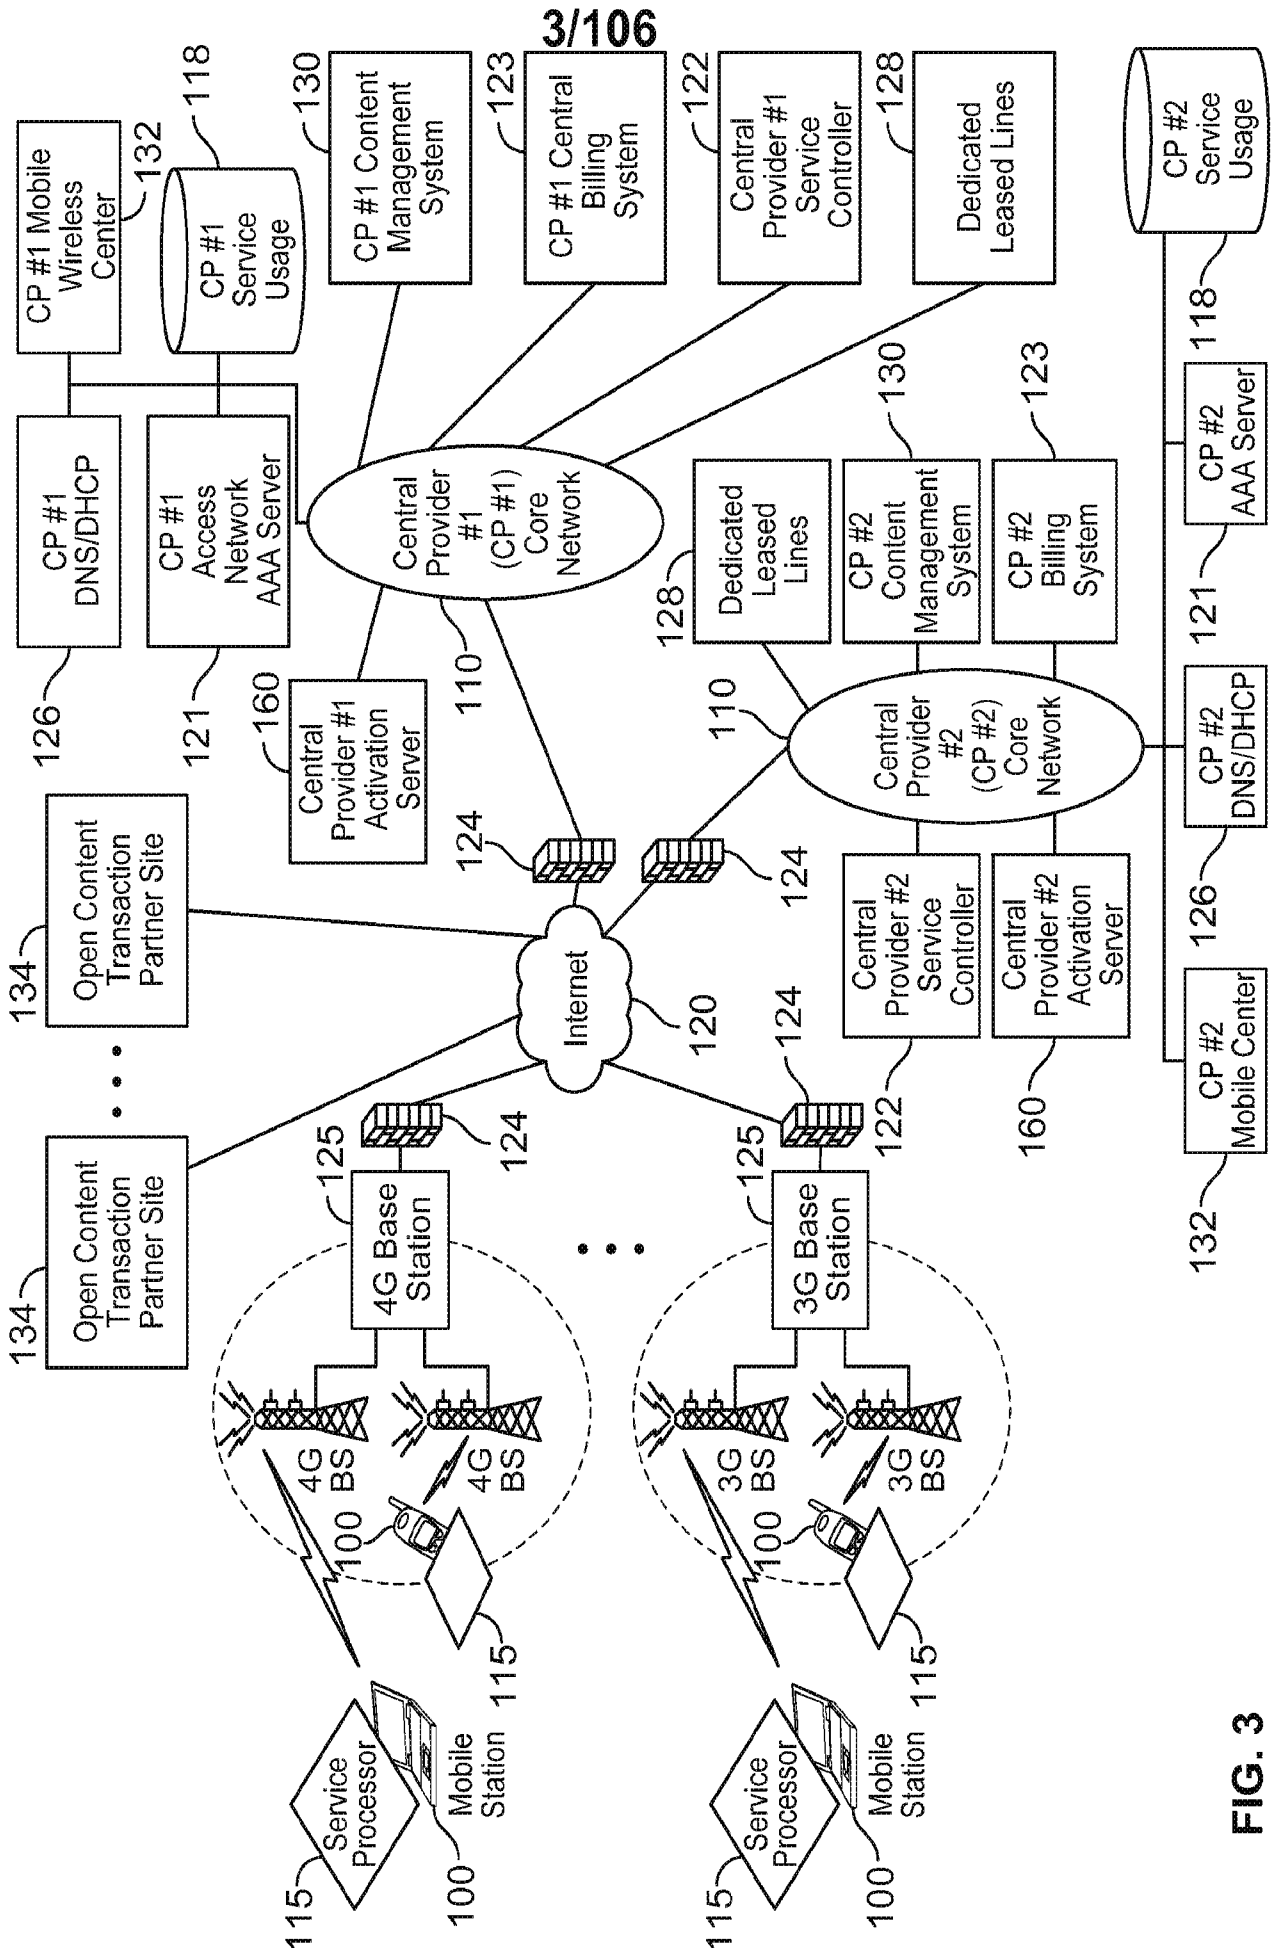 3/106
134
Open Content
Transaction
Partner Site
134
Open Content
Transaction
Partner Site
126
CP #1
DNS/DHCP
CP #1 Mobile
Wireless
Center
132
121
CP #1
Access
Network
AAA Server
CP #1
Service
Usage
118
160
Central
Provider #1
Activation
Server
110
Central
Provider
#1
(CP #1)
Core
Network
CP #1 Content
Management
System
130
CP #1 Central
Billing
System
123
Central
Provider #1
Service
Controller
122
Dedicated
Leased Lines
128
115
Service
Processor
100
Mobile
Station
100
115
4G
BS
4G
BS
4G Base
Station
125
124
Internet
120
124
124
115
Service
Processor
100
Mobile
Station
100
115
3G
BS
3G
BS
3G Base
Station
125
124
110
Central
Provider
#2
(CP #2)
Core
Network
128
Dedicated
Leased
Lines
CP #2
Content
Management
System
130
CP #2
Billing
System
123
122
Central
Provider #2
Service
Controller
160
Central
Provider #2
Activation
Server
132
CP #2
Mobile Center
126
CP #2
DNS/DHCP
121
CP #2
AAA Server
118
CP #2
Service
Usage
FIG. 3